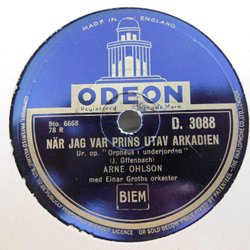 MADE IN ENGLAND
ODEON
Registered Trade Mark
Sto. 6668
78 R
D. 3088
NÄR JAG VAR PRINS UTAV ARKADIEN
Ur. op. "Orpheus i underjorden"
(J. Offenbach)
ARNE OHLSON
med Einar Groths orkester
BIEM